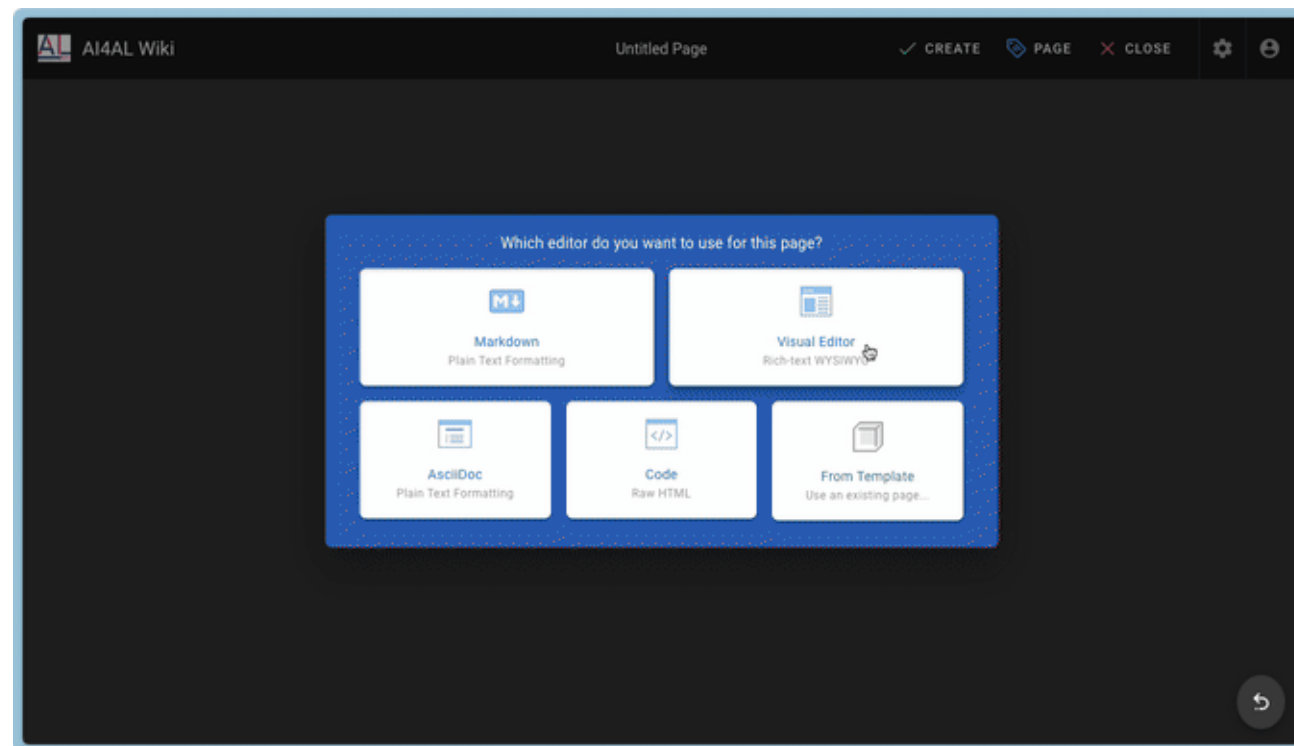 AL
AI4AL Wiki
Untitled Page
CREATE
PAGE
CLOSE
Which editor do you want to use for this page?
M
Markdown
Plain Text Formatting
Visual Editor
Rich-text WYSIWYG
AsciiDoc
Plain Text Formatting
</>
Code
Raw HTML
From Template
Use an existing page...